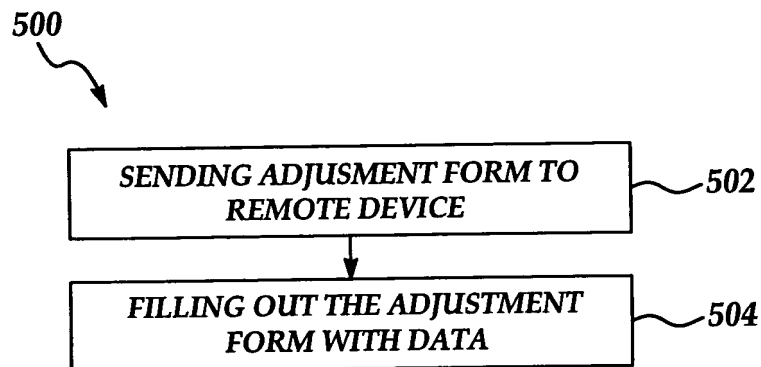 500
SENDING ADJUSMENT FORM TO
REMOTE DEVICE
502
FILLING OUT THE ADJUSTMENT
FORM WITH DATA
504